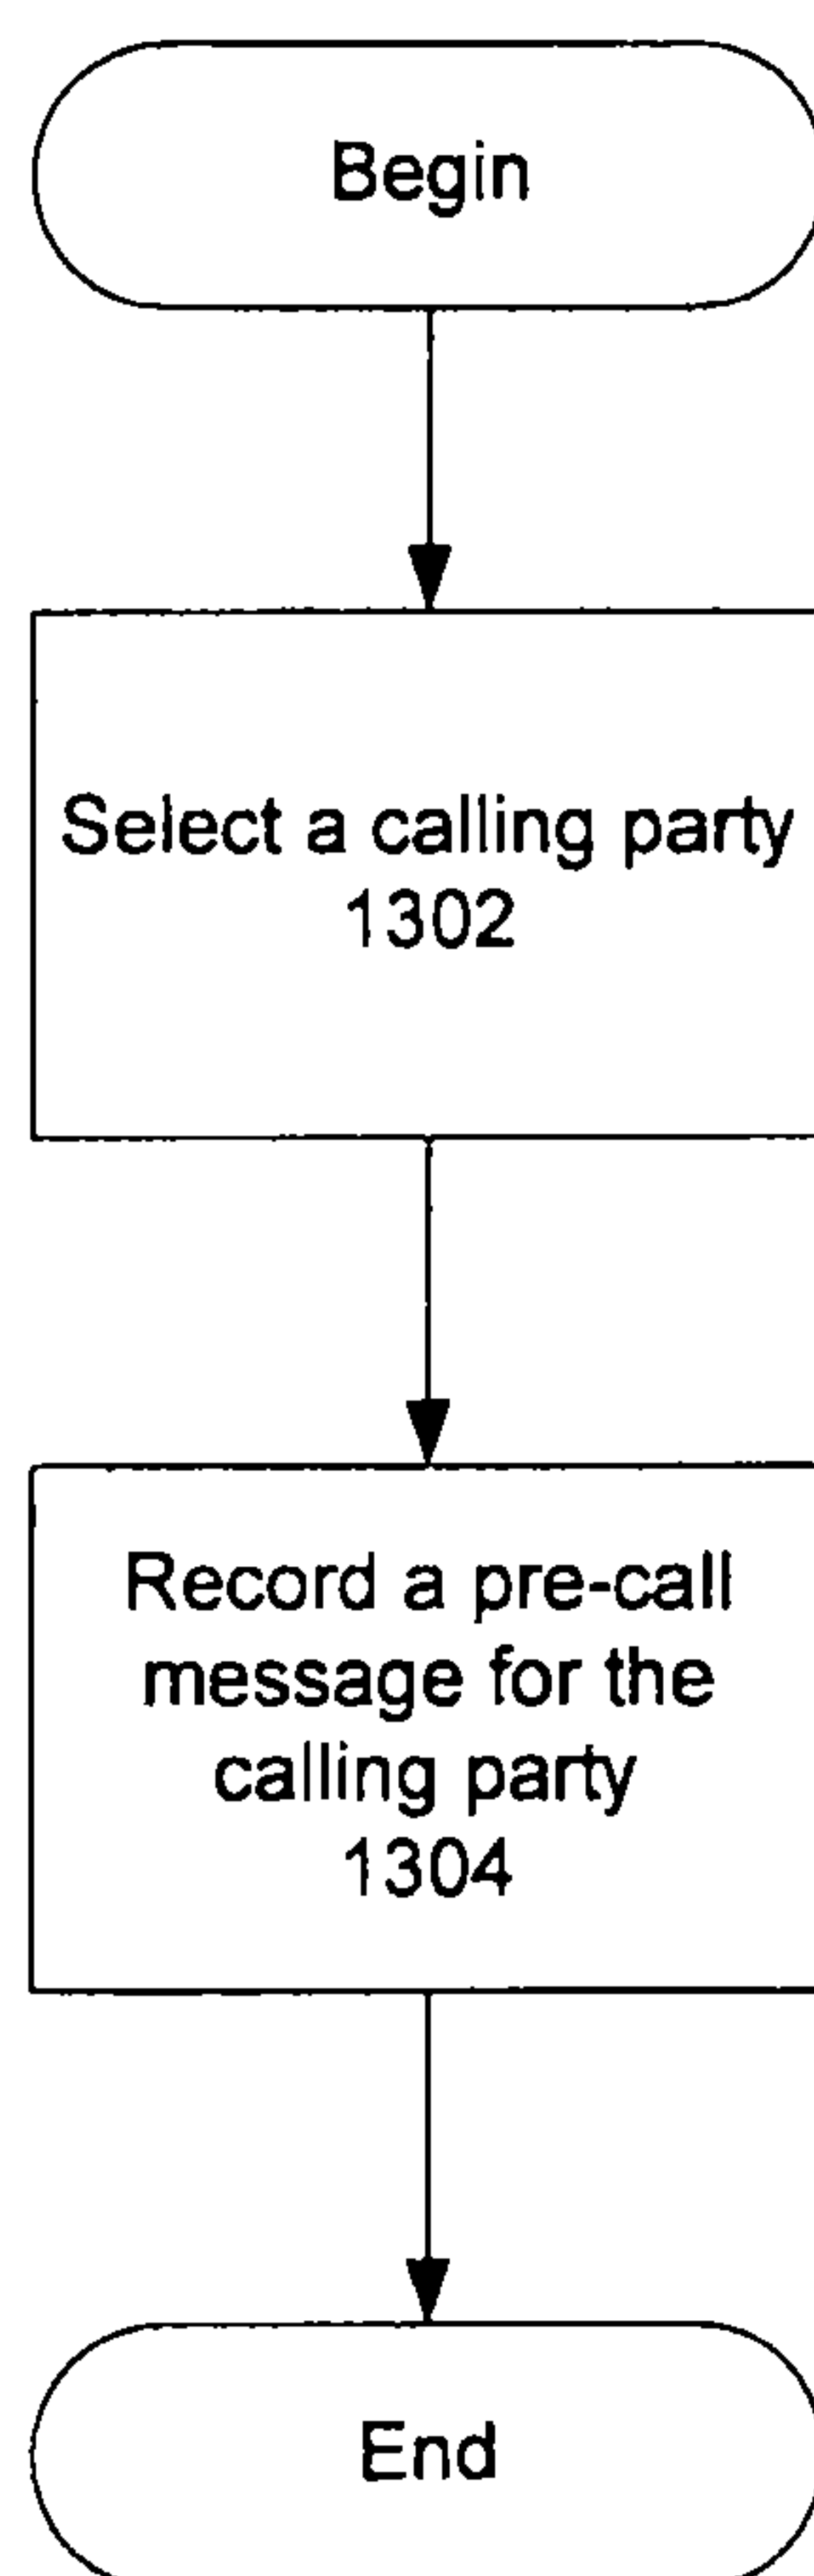 Begin
Select a calling party
1302
Record a pre-call
message for the
calling party
1304
End